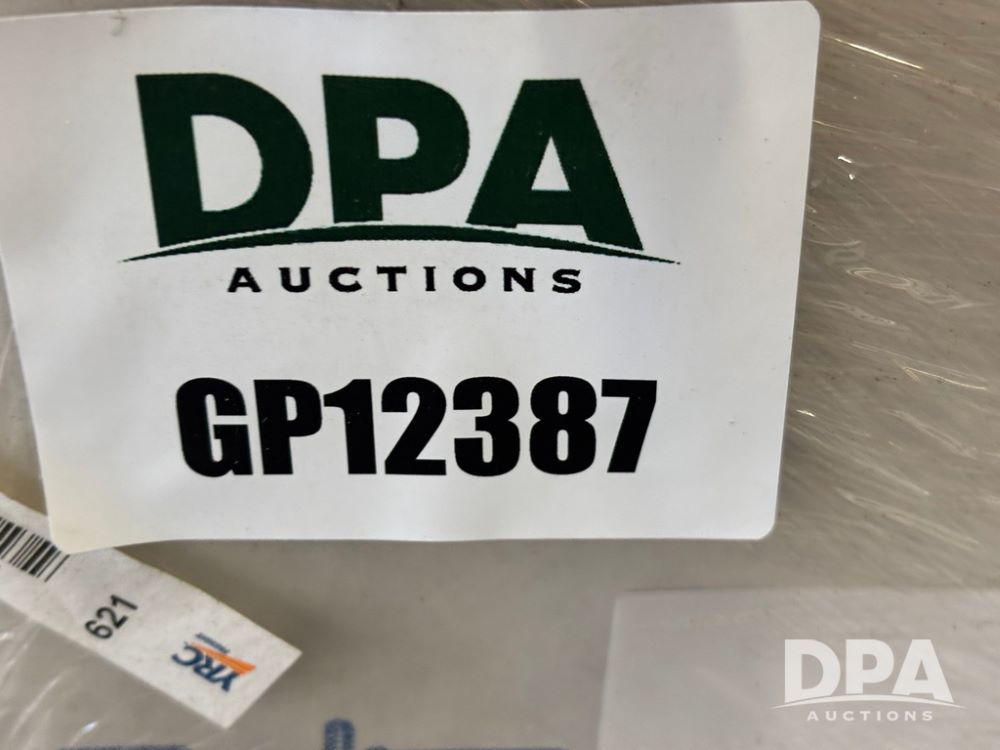 DPA
AUCTIONS
GP12387
621
YRC
DPA
AUCTIONS